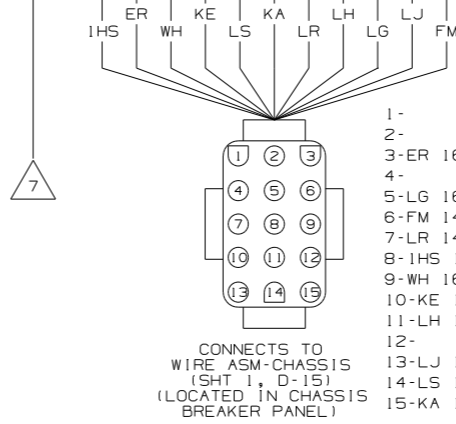 ER KE KA LH LJ
1HS WH LS LR LG FM
7
1 2 3
4 5 6
7 8 9
10 11 12
13 14 15
CONNECTS TO
WIRE ASM-CHASSIS
(SHT 1, D-15)
(LOCATED IN CHASSIS
BREAKER PANEL)
1-
2-
3-ER 16
4-
5-LG 16
6-FM 14
7-LR 14
8-1HS
9-WH 16
10-KE
11-LH
12-
13-LJ
14-LS
15-KA